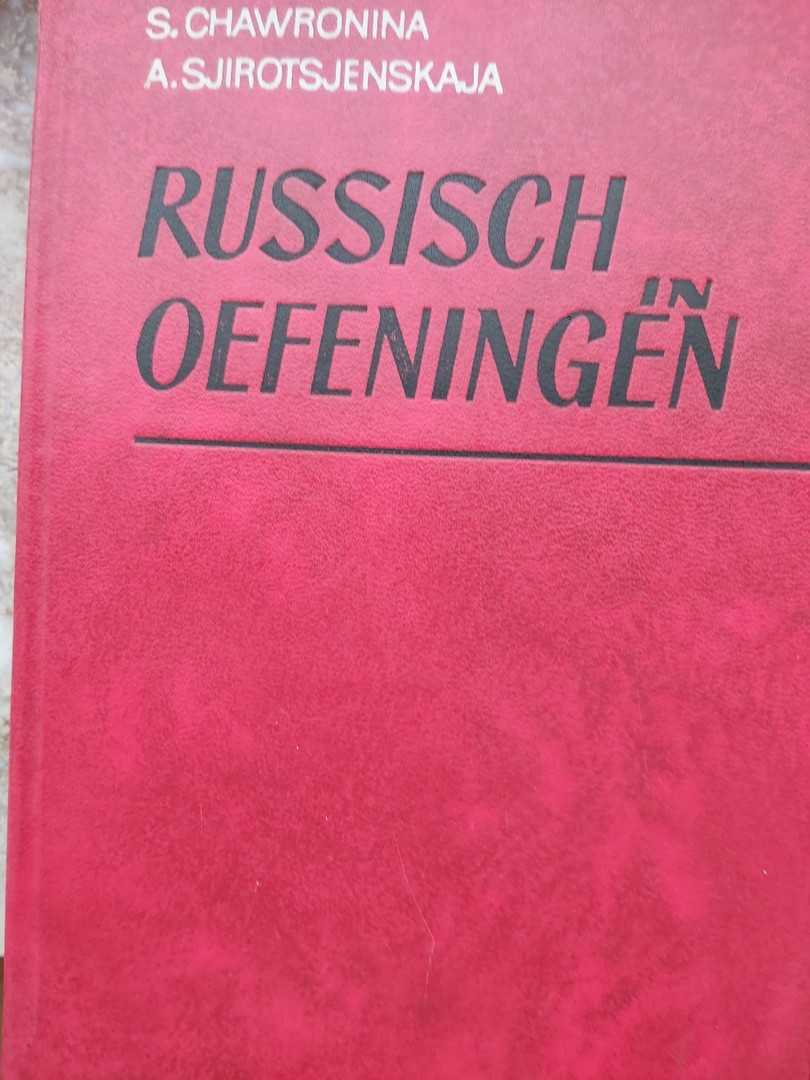 S. CHAWRONINA
A. SJIROTSJENSKAJA
RUSSISCH
IN
OEFENINGEN